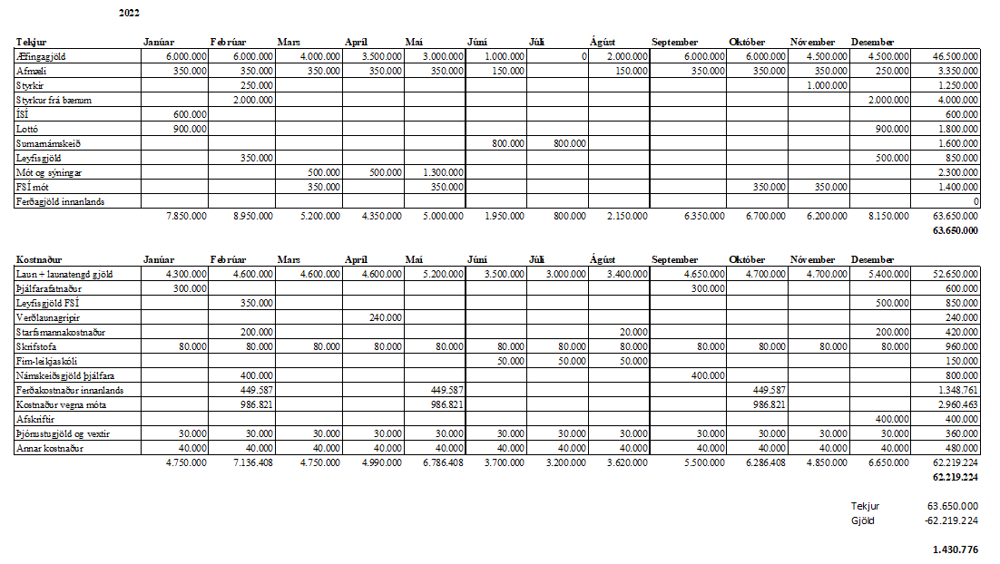 2022
Tekjur Janúar Febrúar Mars Apríl Maí Júní Júlí Ágúst September Október Nóvember Desember
Æfingagjöld 6.000.000 6.000.000 4.000.000 3.500.000 3.000.000 1.000.000 0 2.000.000 6.000.000 6.000.000 4.500.000 4.500.000 46.500.000
Afmæli 350.000 350.000 350.000 350.000 350.000 150.000 150.000 350.000 350.000 350.000 250.000 3.350.000
Styrkir 250.000 1.000.000 1.250.000
Styrkur frá bænum 2.000.000 2.000.000 4.000.000
ÍSÍ 600.000 600.000
Lottó 900.000 900.000 1.800.000
Sumarnámskeið 800.000 800.000 1.600.000
Leyfisgjöld 350.000 500.000 850.000
Mót og sýningar 500.000 500.000 1.300.000 2.300.000
FSÍ mót 350.000 350.000 350.000 350.000 1.400.000
Ferðagjöld innanlands 0
7.850.000 8.950.000 5.200.000 4.350.000 5.000.000 1.950.000 800.000 2.150.000 6.350.000 6.700.000 6.200.000 8.150.000 63.650.000
63.650.000
Kostnaður Janúar Febrúar Mars Apríl Maí Júní Júlí Ágúst September Október Nóvember Desember
Laun + launatengd gjöld 4.300.000 4.600.000 4.600.000 4.600.000 5.200.000 3.500.000 3.000.000 3.400.000 4.650.000 4.700.000 4.700.000 5.400.000 52.650.000
Þjálfarafatnaður 300.000 300.000 600.000
Leyfisgjöld FSÍ 350.000 500.000 850.000
Verðlaunagripir 240.000 240.000
Starfsmannakostnaður 200.000 20.000 200.000 420.000
Skrifstofa 80.000 80.000 80.000 80.000 80.000 80.000 80.000 80.000 80.000 80.000 80.000 80.000 960.000
Fim-leikjaskóli 50.000 50.000 50.000 150.000
Námskeiðsgjöld þjálfara 400.000 400.000 800.000
Ferðakostnaður innanlands 449.587 449.587 449.587 1.348.761
Kostnaður vegna móta 986.821 986.821 986.821 2.960.463
Afskriftir 400.000 400.000
Þjónustugjöld og vextir 30.000 30.000 30.000 30.000 30.000 30.000 30.000 30.000 30.000 30.000 30.000 30.000 360.000
Annar kostnaður 40.000 40.000 40.000 40.000 40.000 40.000 40.000 40.000 40.000 40.000 40.000 40.000 480.000
4.750.000 7.136.408 4.750.000 4.990.000 6.786.408 3.700.000 3.200.000 3.620.000 5.500.000 6.286.408 4.850.000 6.650.000 62.219.224
62.219.224
Tekjur 63.650.000
Gjöld -62.219.224
1.430.776